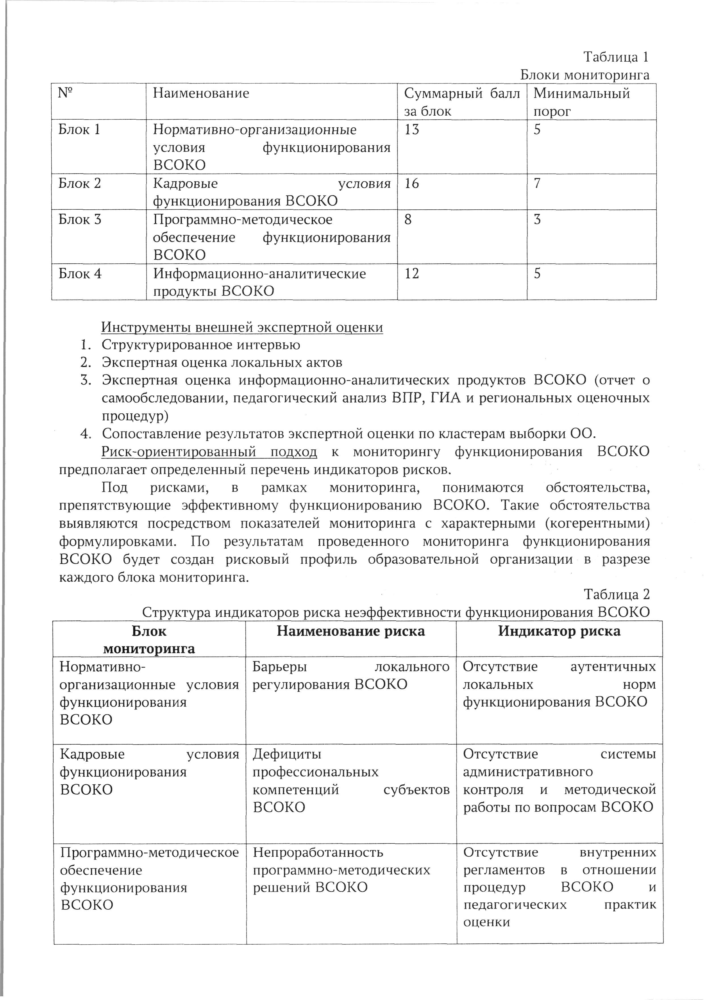 Таблица 1
Блоки мониторинга
№ Наименование Суммарный балл за блок Минимальный порог
Блок 1 Нормативно-организационные условия функционирования ВСОКО 13 5
Блок 2 Кадровые условия функционирования ВСОКО 16 7
Блок 3 Программно-методическое обеспечение функционирования ВСОКО 8 3
Блок 4 Информационно-аналитические продукты ВСОКО 12 5
Инструменты внешней экспертной оценки
1. Структурированное интервью
2. Экспертная оценка локальных актов
3. Экспертная оценка информационно-аналитических продуктов ВСОКО (отчет о
самообследовании, педагогический анализ ВПР, ГИА и региональных оценочных
процедур)
4. Сопоставление результатов экспертной оценки по кластерам выборки ОО.
Риск-ориентированный подход к мониторингу функционирования ВСОКО
предполагает определенный перечень индикаторов рисков.
Под рисками, в рамках мониторинга, понимаются обстоятельства,
препятствующие эффективному функционированию ВСОКО. Такие обстоятельства
выявляются посредством показателей мониторинга с характерными (когерентными)
формулировками. По результатам проведенного мониторинга функционирования
ВСОКО будет создан рисковый профиль образовательной организации в разрезе
каждого блока мониторинга.
Таблица 2
Структура индикаторов риска неэффективности функционирования ВСОКО
Блок мониторинга Наименование риска Индикатор риска
Нормативно-
организационные условия
функционирования
ВСОКО
Барьеры локального
регулирования ВСОКО
Отсутствие аутентичных
локальных норм
функционирования ВСОКО
Кадровые условия
функционирования
ВСОКО
Дефициты
профессиональных
компетенций субъектов
ВСОКО
Отсутствие системы
административного
контроля и методической
работы по вопросам ВСОКО
Программно-методическое
обеспечение
функционирования
ВСОКО
Непроработанность
программно-методических
решений ВСОКО
Отсутствие внутренних
регламентов в отношении
процедур ВСОКО и
педагогических практик
оценки